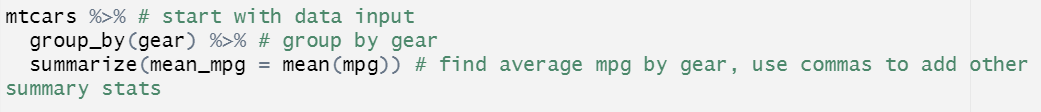 mtcars %>% # start with data input
  group_by(gear) %>% # group by gear
  summarize(mean_mpg = mean(mpg)) # find average mpg by gear, use commas to add other
summary stats